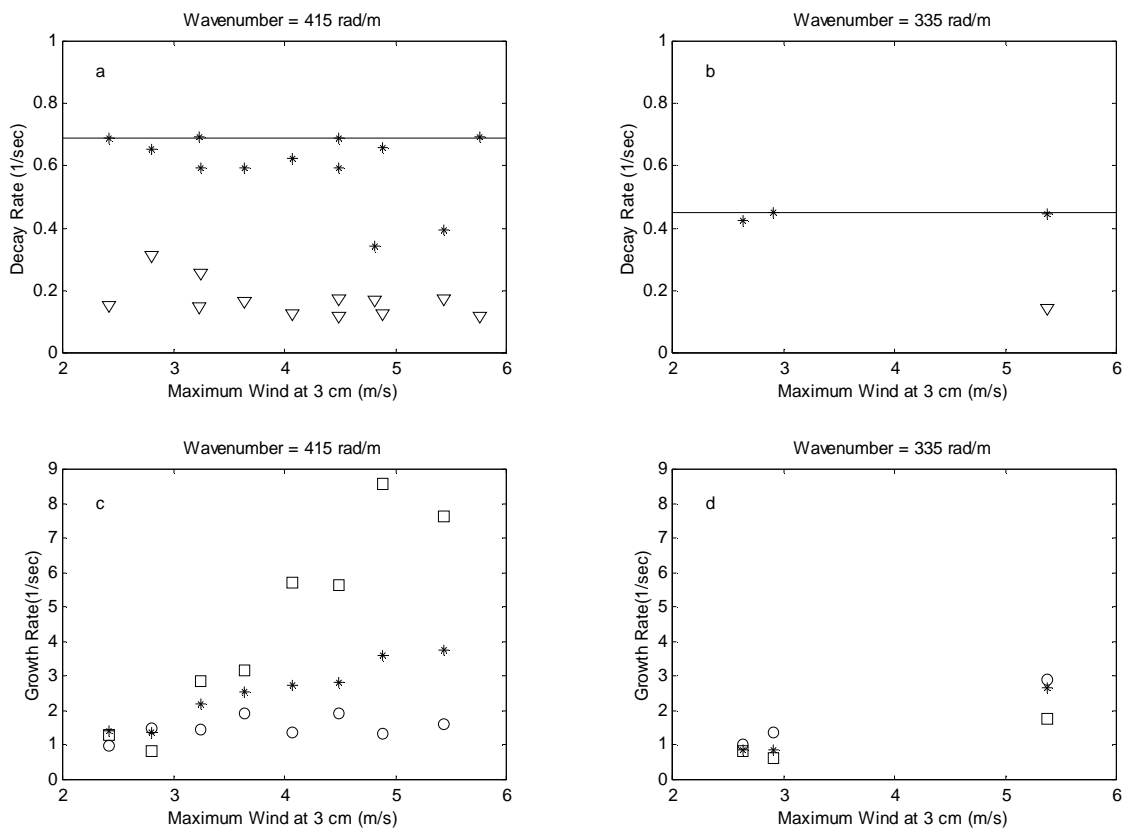 Wavenumber = 415 rad/m
a
Decay Rate (1/sec)
1
0.8
0.6
0.4
0.2
0
2 3 4 5 6
Maximum Wind at 3 cm (m/s)
Wavenumber = 335 rad/m
b
Decay Rate (1/sec)
1
0.8
0.6
0.4
0.2
0
2 3 4 5 6
Maximum Wind at 3 cm (m/s)
Wavenumber = 415 rad/m
c
Growth Rate(1/sec)
9
8
7
6
5
4
3
2
1
0
2 3 4 5 6
Maximum Wind at 3 cm (m/s)
Wavenumber = 335 rad/m
d
Growth Rate(1/sec)
9
8
7
6
5
4
3
2
1
0
2 3 4 5 6
Maximum Wind at 3 cm (m/s)